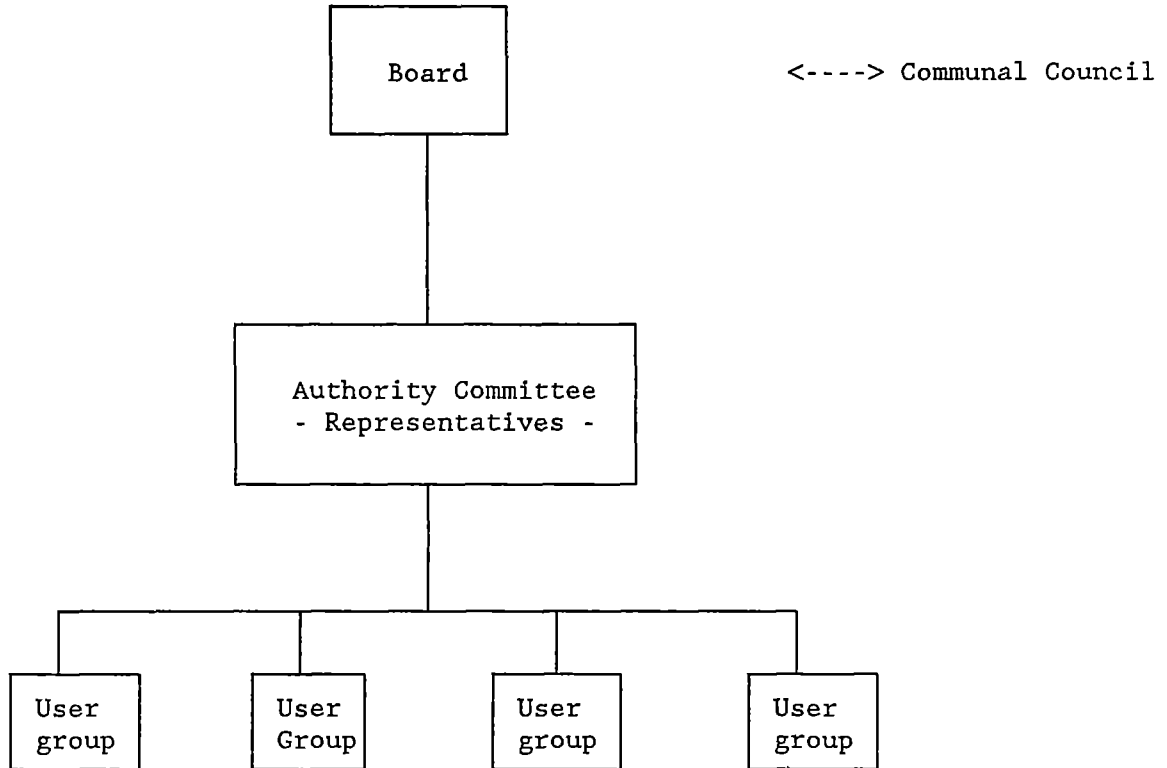 Board
<----> Communal Council
Authority Committee
- Representatives -
User
group
User
Group
User
group
User
group